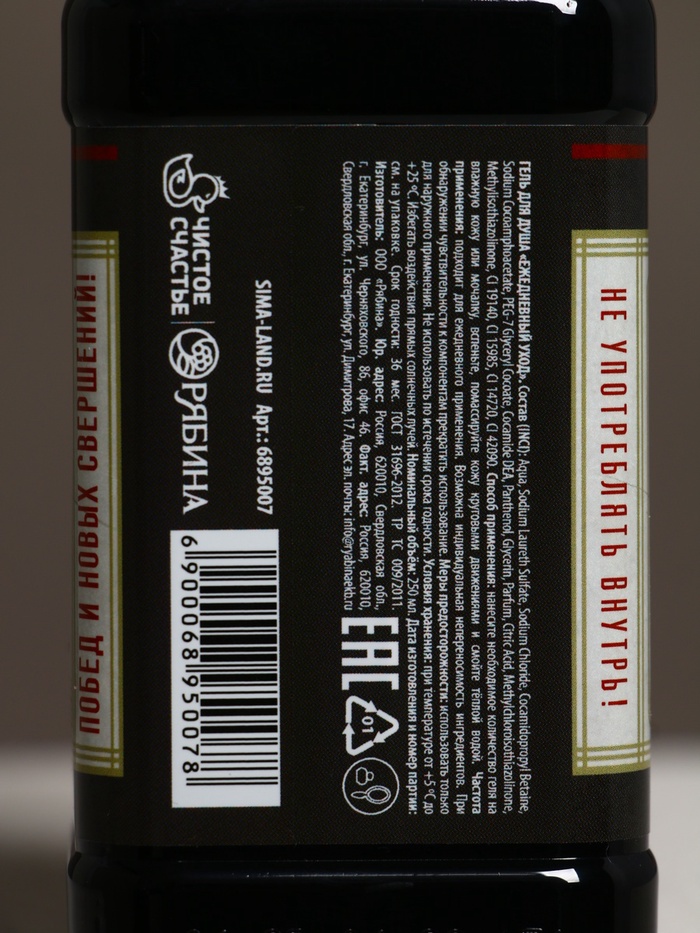 НЕ УПОТРЕБЛЯТЬ ВНУТРЬ!
ГЕЛЬ ДЛЯ ДУША «ЕЖЕДНЕВНЫЙ УХОД». Состав (INCI): Aqua, Sodium Laureth Sulfate, Sodium Chloride, Cocamidopropyl Betaine,
Sodium Cocoamphoacetate, PEG-7 Glyceryl Cocoate, Cocamide DEA, Panthenol, Glycerin, Parfum, Citric Acid, Methylchloroisothiazolinone,
Methylisothiazolinone, CI 19140, CI 15985, CI 14720, CI 42090. Способ применения: нанесите необходимое количество геля на
влажную кожу или мочалку, вспеньте, помассируйте кожу круговыми движениями и смойте тёплой водой. Частота
применения: подходит для ежедневного применения. Возможна индивидуальная непереносимость ингредиентов. При
обнаружении чувствительности к компонентам прекратить использование. Меры предосторожности: использовать только
для наружного применения. Не использовать по истечении срока годности. Условия хранения: при температуре от +5 °C до
+25 °C. Избегать воздействия прямых солнечных лучей. Номинальный объём: 250 мл. Дата изготовления и номер партии:
см. на упаковке. Срок годности: 36 мес. ГОСТ 31696-2012. ТР ТС 009/2011.
Изготовитель: ООО «Рябина», Юр. адрес: Россия, 620010, Свердловская обл.,
г. Екатеринбург, ул. Черняховского, 86, офис 46. Факт. адрес: Россия, 620010,
Свердловская обл., г. Екатеринбург, ул. Димитрова, 17. Адрес эл. почты: info@ryabinaekb.ru
EAC
01
SIMA-LAND.RU Арт.: 6895007
ЧИСТОЕ
СЧАСТЬЕ
РЯБИНА
6 900068 950078
ПОБЕД И НОВЫХ СВЕРШЕНИЙ!